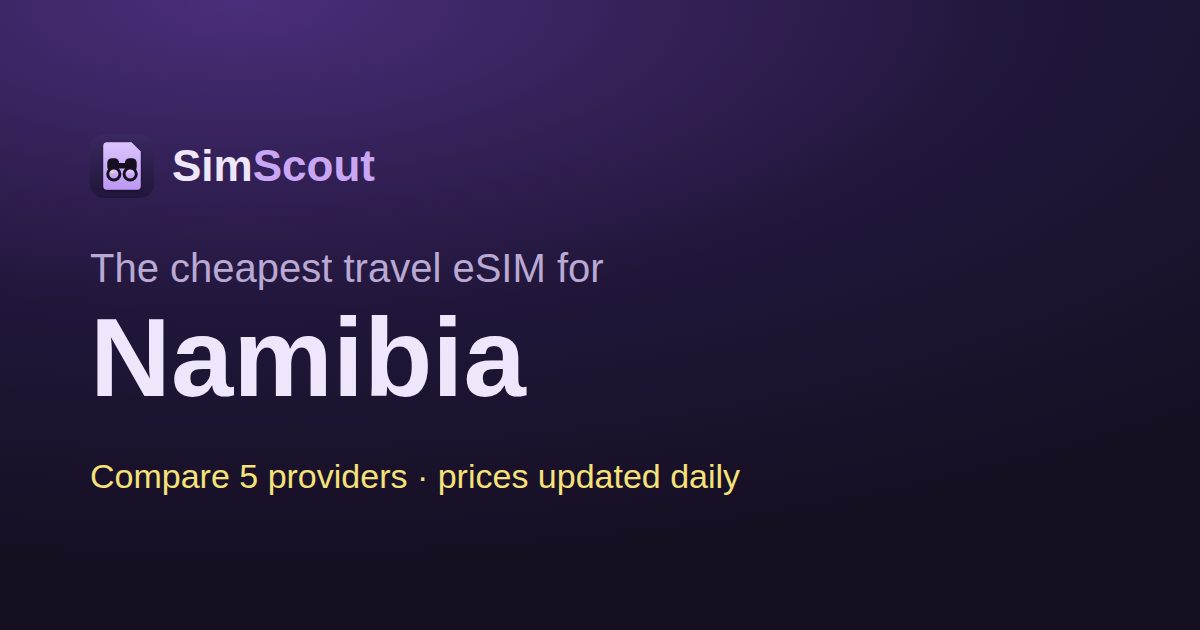 SimScout
The cheapest travel eSIM for
Namibia
Compare 5 providers · prices updated daily